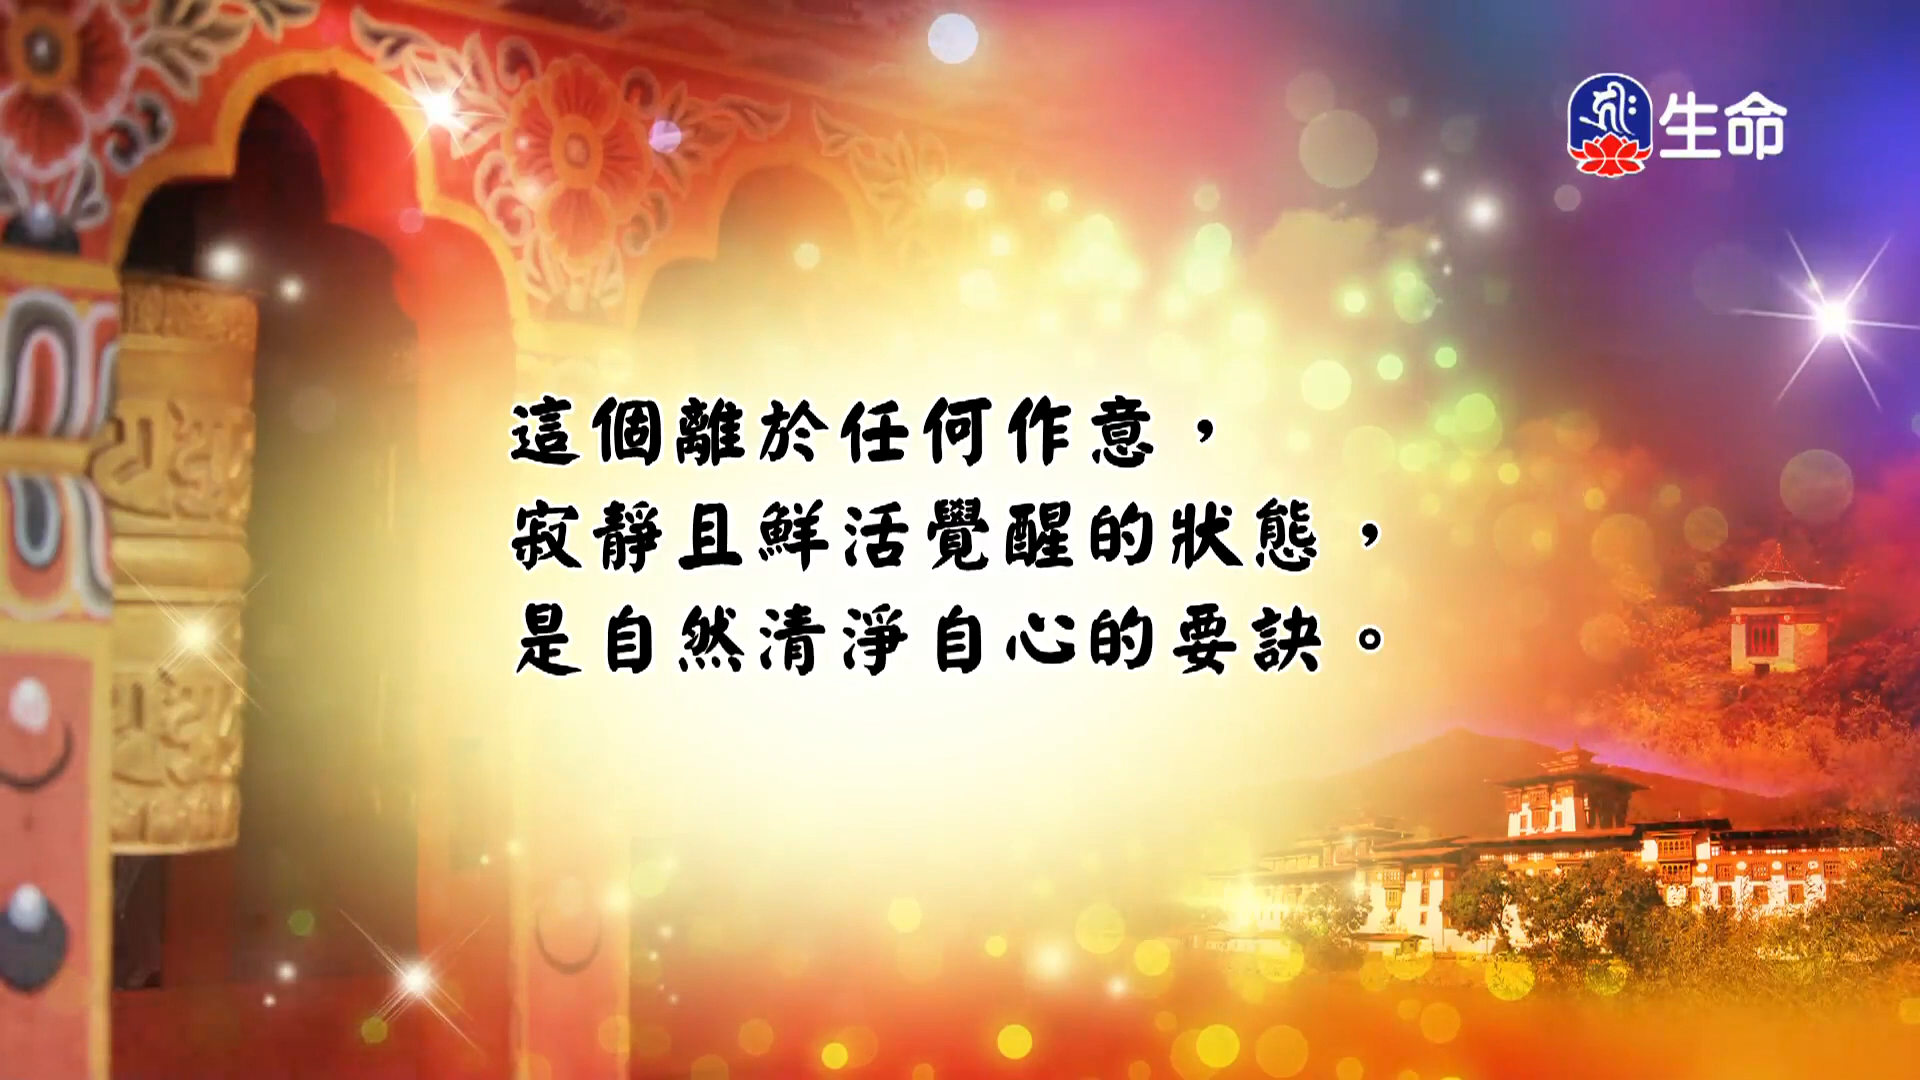 生命
這個離於任何作意，
寂靜且鮮活覺醒的狀態，
是自然清淨自心的要訣。